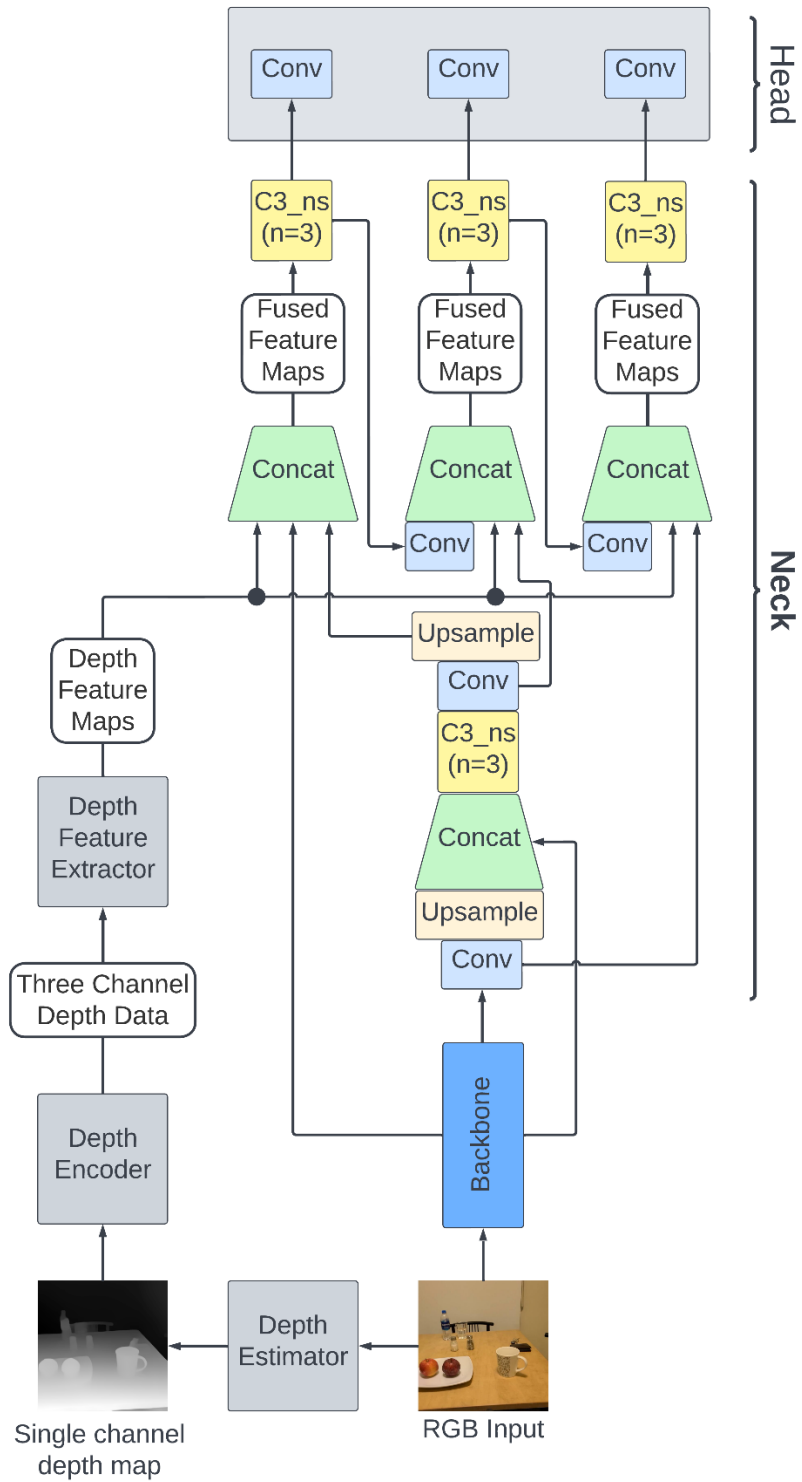 Conv
Conv
Conv
Head
C3_ns
(n=3)
C3_ns
(n=3)
C3_ns
(n=3)
Fused
Feature
Maps
Fused
Feature
Maps
Fused
Feature
Maps
Concat
Concat
Concat
Conv
Conv
Neck
Upsample
Conv
C3_ns
(n=3)
Concat
Upsample
Conv
Depth
Feature
Maps
Depth
Feature
Extractor
Three Channel
Depth Data
Depth
Encoder
Backbone
Depth
Estimator
Single channel
depth map
RGB Input